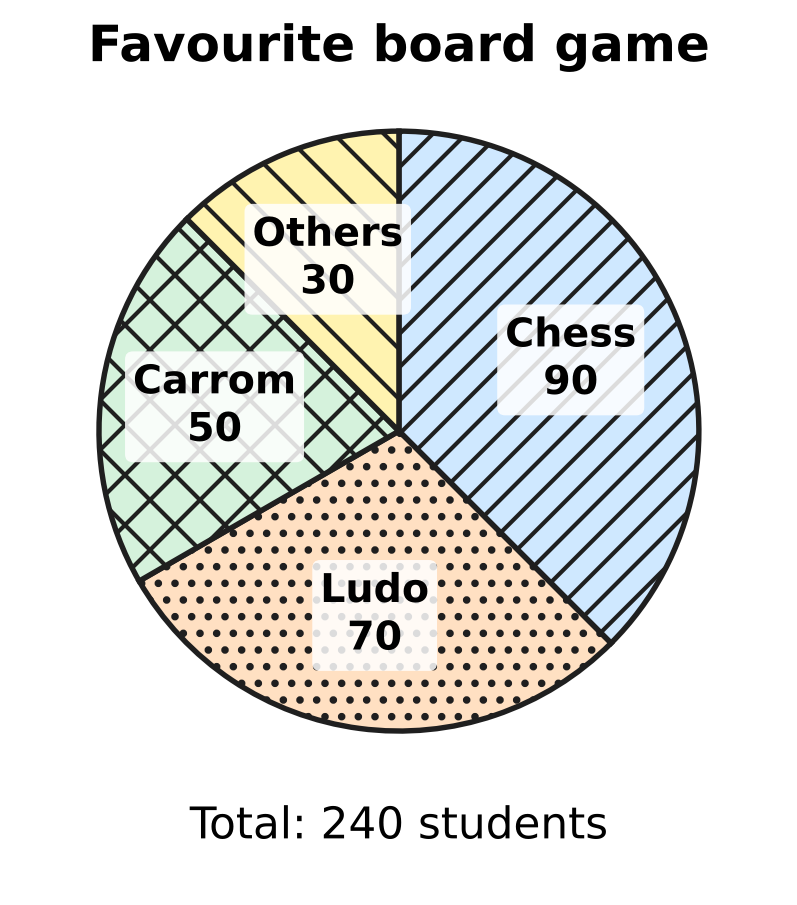 Favourite board game
Others
30
Chess
90
Carrom
50
Ludo
70
Total: 240 students